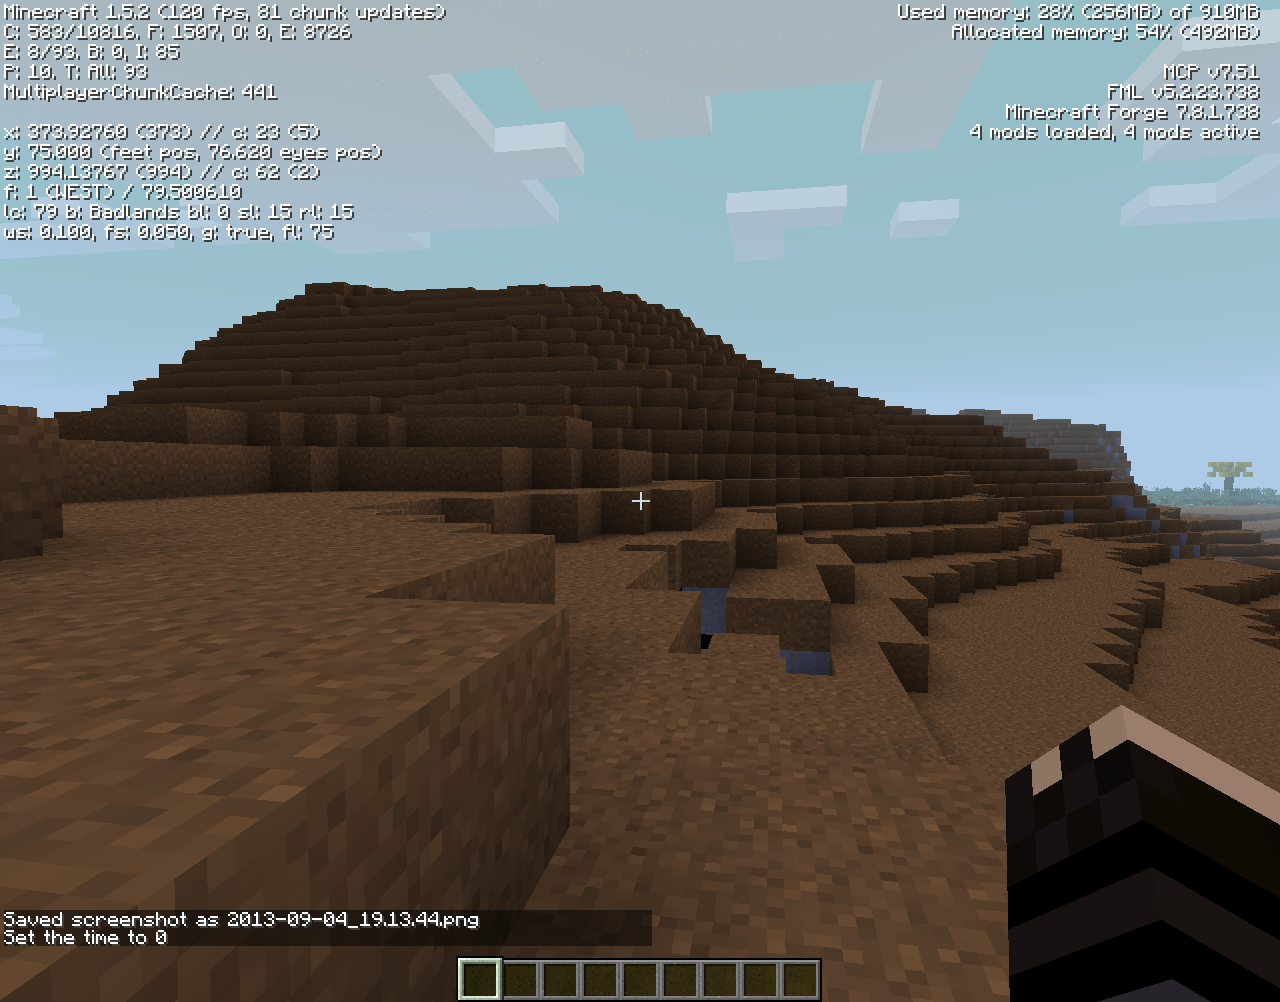 Minecraft 1.5.2 (120 fps, 81 chunk updates)
C: 583/10816. F: 1507, O: 0, E: 8726
E: 8/93. B: 0, I: 85
P: 10. T: All: 93
MultiplayerChunkCache: 441
x: 373.92760 (373) // c: 23 (5)
y: 75.000 (feet pos, 76.620 eyes pos)
z: 994.13767 (994) // c: 62 (2)
f: 1 (WEST) / 79.500610
lc: 79 b: Badlands bl: 0 sl: 15 rl: 15
ws: 0.100, fs: 0.050, g: true, fl: 75
Used memory: 28% (256MB) of 910MB
Allocated memory: 54% (492MB)
MCP v7.51
FML v5.2.23.738
Minecraft Forge 7.8.1.738
4 mods loaded, 4 mods active
Saved screenshot as 2013-09-04_19.13.44.png
Set the time to 0